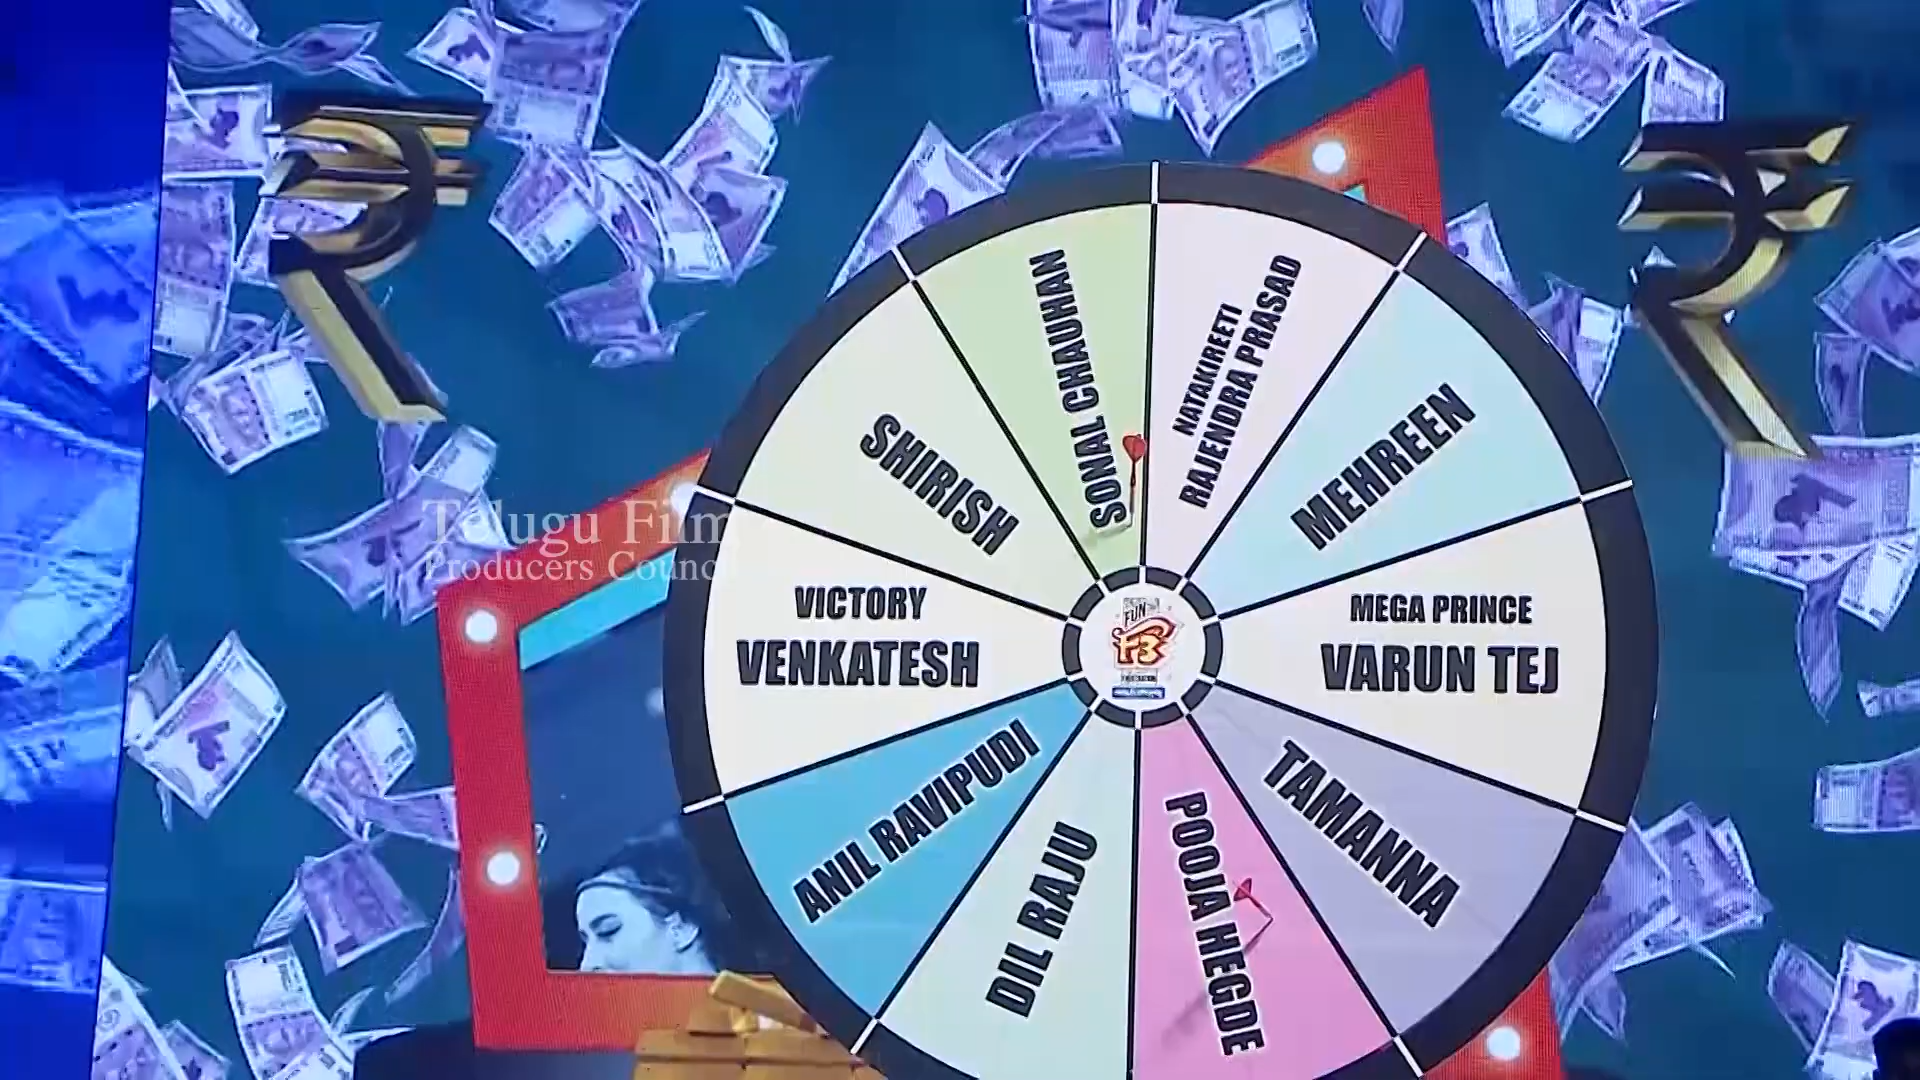 SONAL CHAUHAN
NATAKIREETI
RAJENDRA PRASAD
SHIRISH
MEHREEN
Telugu Film
Producers Counc
VICTORY
VENKATESH
MEGA PRINCE
VARUN TEJ
FUN
F3
ANIL RAVIPUDI
TAMANNA
DIL RAJU
POOJA HEGDE